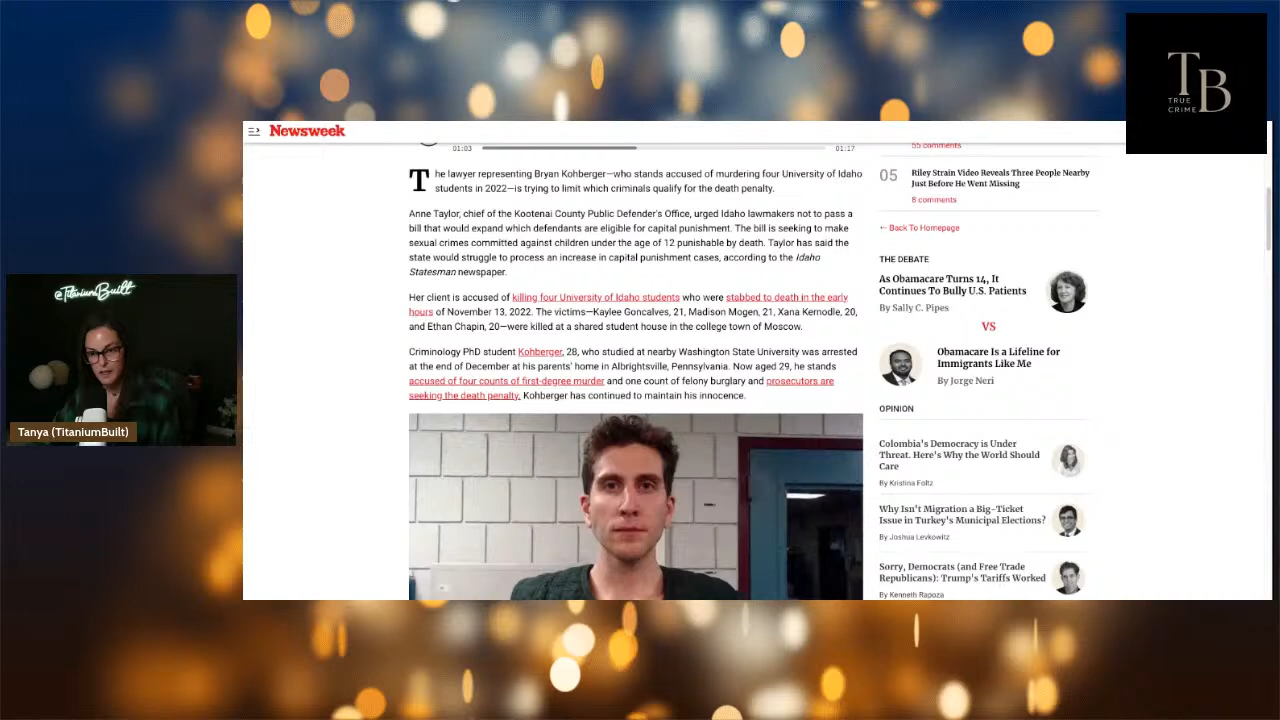 TB
TRUE
CRIME
Newsweek
01:03
01:17
The lawyer representing Bryan Kohberger—who stands accused of murdering four University of Idaho
students in 2022—is trying to limit which criminals qualify for the death penalty.
Anne Taylor, chief of the Kootenai County Public Defender's Office, urged Idaho lawmakers not to pass a
bill that would expand which defendants are eligible for capital punishment. The bill is seeking to make
sexual crimes committed against children under the age of 12 punishable by death. Taylor has said the
state would struggle to process an increase in capital punishment cases, according to the Idaho
Statesman newspaper.
Her client is accused of killing four University of Idaho students who were stabbed to death in the early
hours of November 13, 2022. The victims—Kaylee Goncalves, 21, Madison Mogen, 21, Xana Kernodle, 20,
and Ethan Chapin, 20—were killed at a shared student house in the college town of Moscow.
Criminology PhD student Kohberger, 28, who studied at nearby Washington State University was arrested
at the end of December at his parents' home in Albrightsville, Pennsylvania. Now aged 29, he stands
accused of four counts of first-degree murder and one count of felony burglary and prosecutors are
seeking the death penalty. Kohberger has continued to maintain his innocence.
55 comments
05
Riley Strain Video Reveals Three People Nearby
Just Before He Went Missing
8 comments
← Back To Homepage
THE DEBATE
As Obamacare Turns 14, It
Continues To Bully U.S. Patients
By Sally C. Pipes
VS
Obamacare Is a Lifeline for
Immigrants Like Me
By Jorge Neri
OPINION
Colombia's Democracy is Under
Threat. Here's Why the World Should
Care
By Kristina Foltz
Why Isn't Migration a Big-Ticket
Issue in Turkey's Municipal Elections?
By Joshua Levkowitz
Sorry, Democrats (and Free Trade
Republicans): Trump's Tariffs Worked
By Kenneth Rapoza
@TitaniumBuilt
Tanya (TitaniumBuilt)